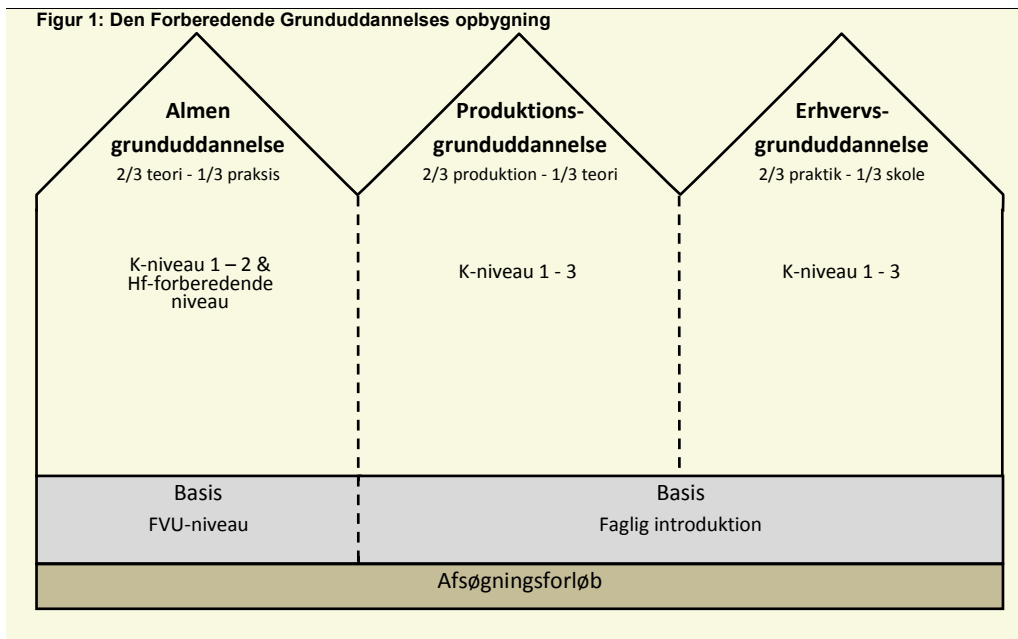 Figur 1: Den Forberedende Grunduddannelses opbygning
Almen
grunduddannelse
2/3 teori - 1/3 praksis
Produktions-
grunduddannelse
2/3 produktion - 1/3 teori
Erhvervs-
grunduddannelse
2/3 praktik - 1/3 skole
K-niveau 1 – 2 &
Hf-forberedende
niveau
K-niveau 1 - 3
K-niveau 1 - 3
Basis
FVU-niveau
Basis
Faglig introduktion
Afsøgningsforløb